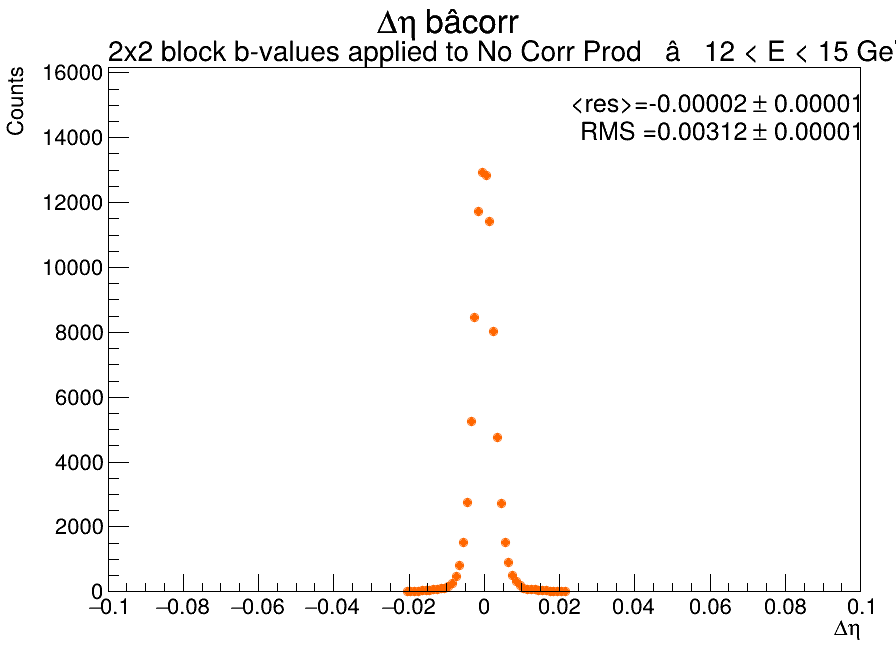 Δη bâcorr
2x2 block b-values applied to No Corr Prod â 12 < E < 15 GeV
<res>=-0.00002 ± 0.00001
RMS =0.00312 ± 0.00001
Counts
16000
14000
12000
10000
8000
6000
4000
2000
0
−0.1 −0.08 −0.06 −0.04 −0.02 0 0.02 0.04 0.06 0.08 0.1
Δη